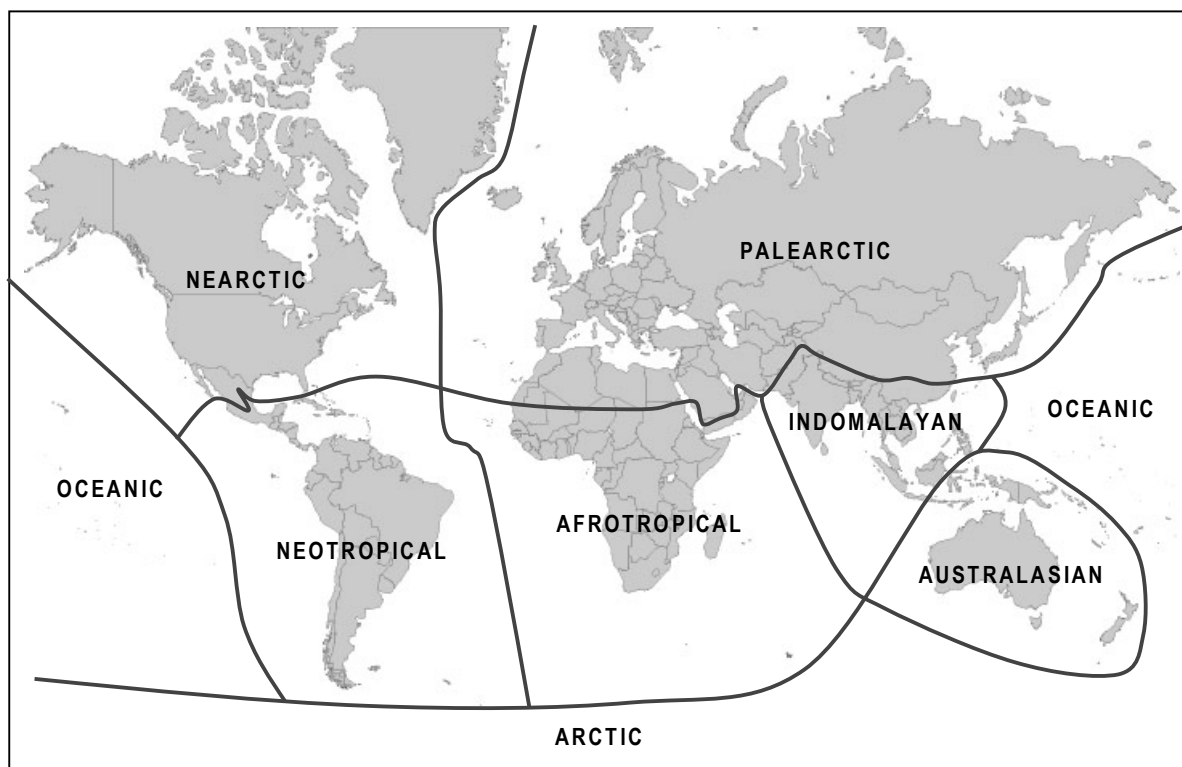 PALEARCTIC
NEARCTIC
OCEANIC
INDOMALAYAN
OCEANIC
AFROTROPICAL
NEOTROPICAL
AUSTRALASIAN
ARCTIC